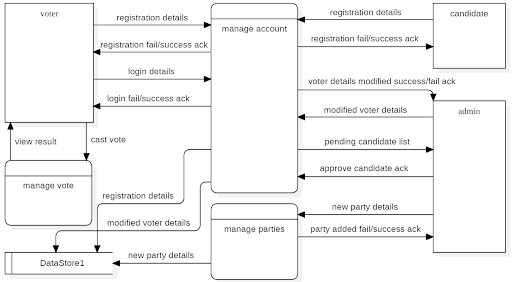 voter
registration details
manage account
registration details
candidate
registration fail/success ack
registration fail/success ack
login details
voter details modified success/fail ack
login fail/success ack
modified voter details
admin
view result
cast vote
pending candidate list
approve candidate ack
manage vote
registration details
new party details
modified voter details
manage parties
party added fail/success ack
new party details
DataStore1